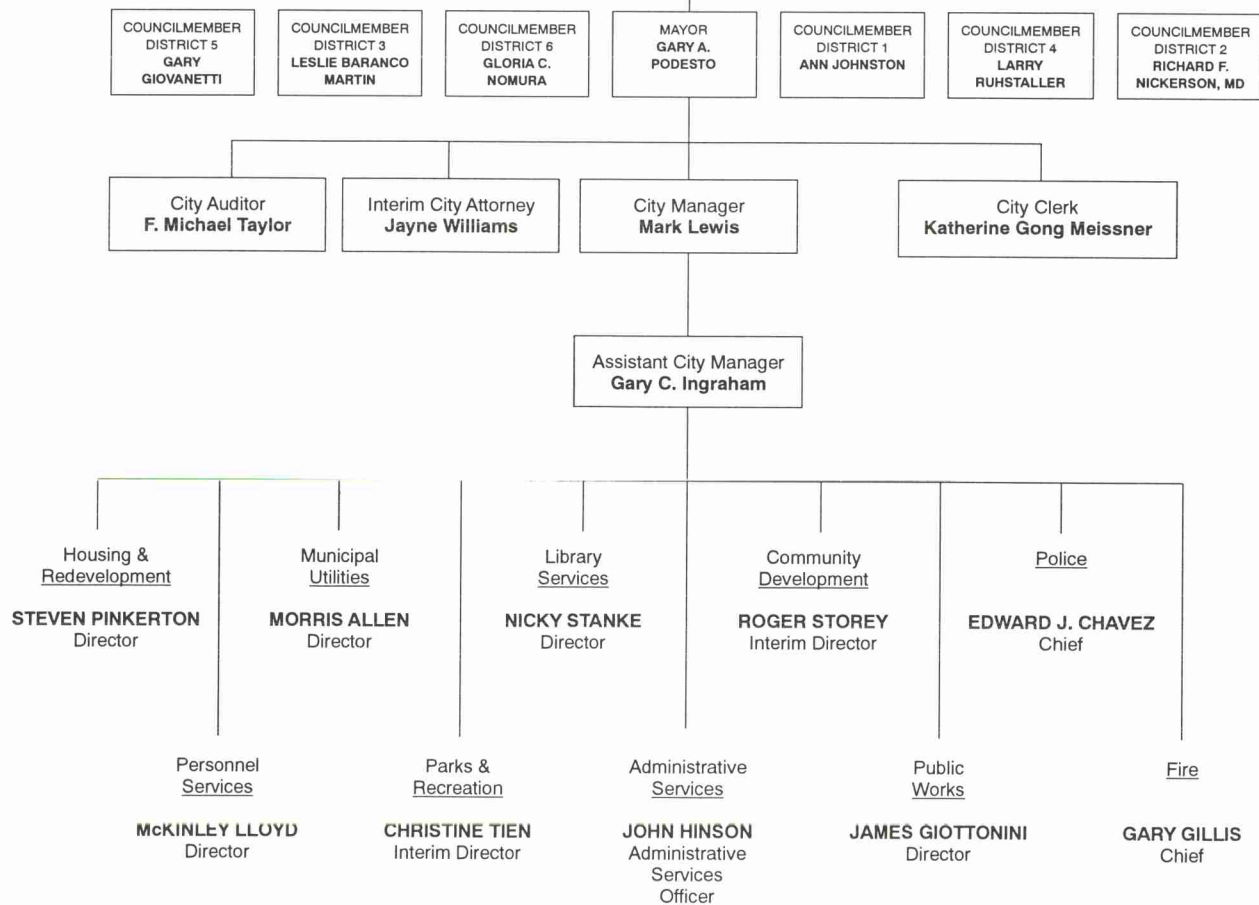 COUNCILMEMBER
DISTRICT 5
GARY
GIOVANETTI
COUNCILMEMBER
DISTRICT 3
LESLIE BARANCO
MARTIN
COUNCILMEMBER
DISTRICT 6
GLORIA C.
NOMURA
MAYOR
GARY A.
PODESTO
COUNCILMEMBER
DISTRICT 1
ANN JOHNSTON
COUNCILMEMBER
DISTRICT 4
LARRY
RUHSTALLER
COUNCILMEMBER
DISTRICT 2
RICHARD F.
NICKERSON, MD
City Auditor
F. Michael Taylor
Interim City Attorney
Jayne Williams
City Manager
Mark Lewis
City Clerk
Katherine Gong Meissner
Assistant City Manager
Gary C. Ingraham
Housing &
Redevelopment
STEVEN PINKERTON
Director
Municipal
Utilities
MORRIS ALLEN
Director
Library
Services
NICKY STANKE
Director
Community
Development
ROGER STOREY
Interim Director
Police
EDWARD J. CHAVEZ
Chief
Personnel
Services
McKINLEY LLOYD
Director
Parks &
Recreation
CHRISTINE TIEN
Interim Director
Administrative
Services
JOHN HINSON
Administrative
Services
Officer
Public
Works
JAMES GIOTTONINI
Director
Fire
GARY GILLIS
Chief